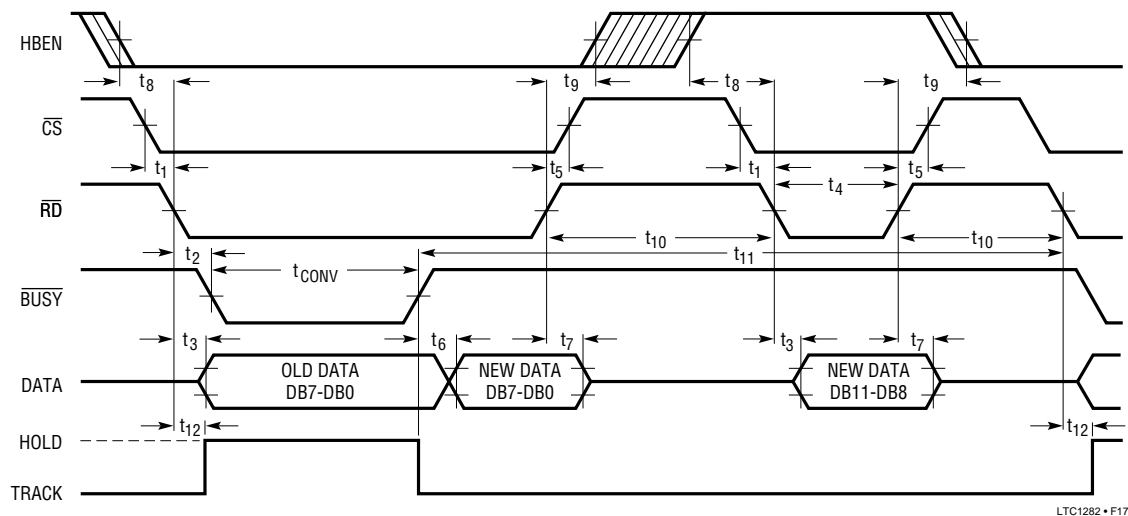 HBEN
t8 t9 t8 t9
CS
t1 t5 t1 t4 t5
RD
t2 tCONV t10 t11 t10
BUSY
t3 t6 t7 t3 t7
DATA
OLD DATA
DB7-DB0
NEW DATA
DB7-DB0
NEW DATA
DB11-DB8
t12 t12
HOLD
TRACK
LTC1282 • F17